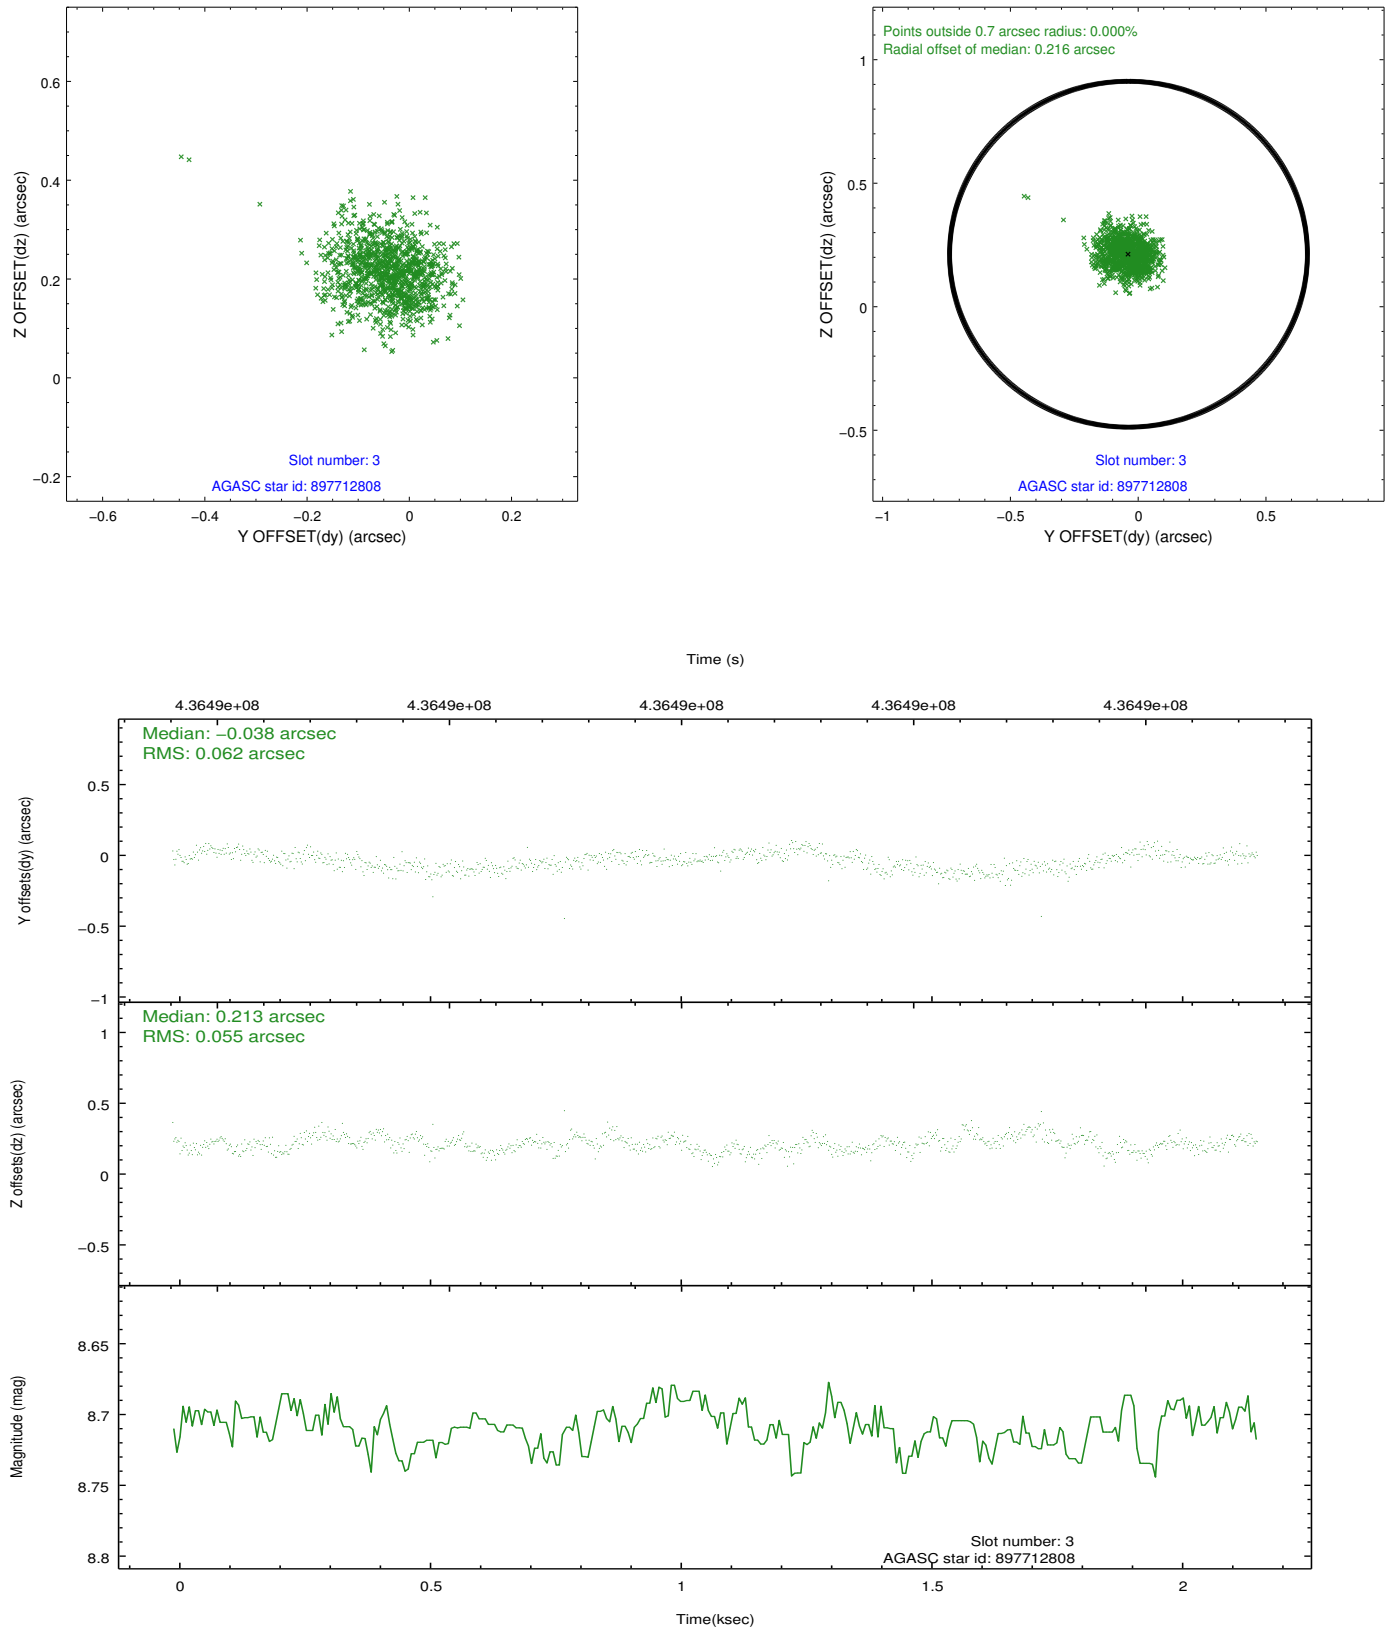 0.6
0.4
0.2
0
−0.2
Z OFFSET(dz) (arcsec)
Slot number: 3
AGASC star id: 897712808
−0.6 −0.4 −0.2 0 0.2
Y OFFSET(dy) (arcsec)
Points outside 0.7 arcsec radius: 0.000%
Radial offset of median: 0.216 arcsec
1
0.5
0
−0.5
Z OFFSET(dz) (arcsec)
Slot number: 3
AGASC star id: 897712808
−1 −0.5 0 0.5
Y OFFSET(dy) (arcsec)
Time (s)
4.3649e+08 4.3649e+08 4.3649e+08 4.3649e+08 4.3649e+08
Median: −0.038 arcsec
RMS: 0.062 arcsec
0.5
0
−0.5
−1
Y offsets(dy) (arcsec)
Median: 0.213 arcsec
RMS: 0.055 arcsec
1
0.5
0
−0.5
Z offsets(dz) (arcsec)
8.65
8.7
8.75
8.8
Magnitude (mag)
Slot number: 3
AGASC star id: 897712808
0 0.5 1 1.5 2
Time(ksec)